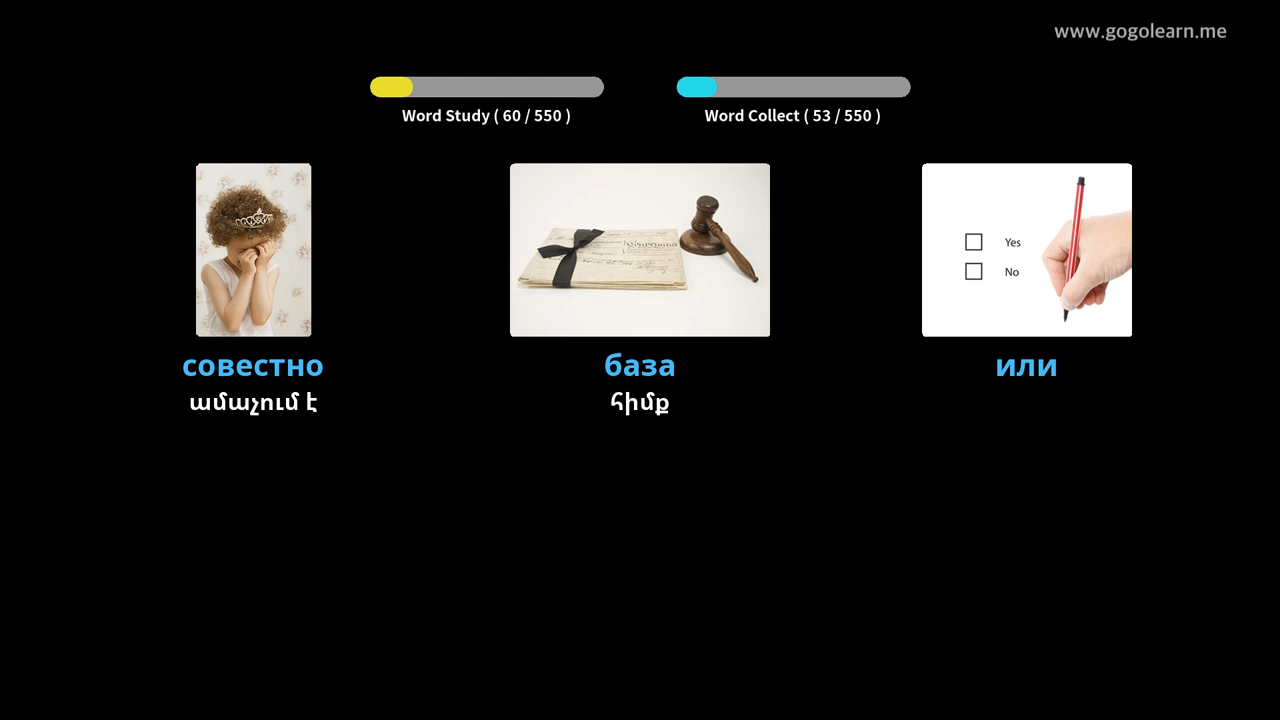 www.gogolearn.me
Word Study ( 60 / 550 )
Word Collect ( 53 / 550 )
Yes
No
совестно
база
или
ամաչում է
հիմք